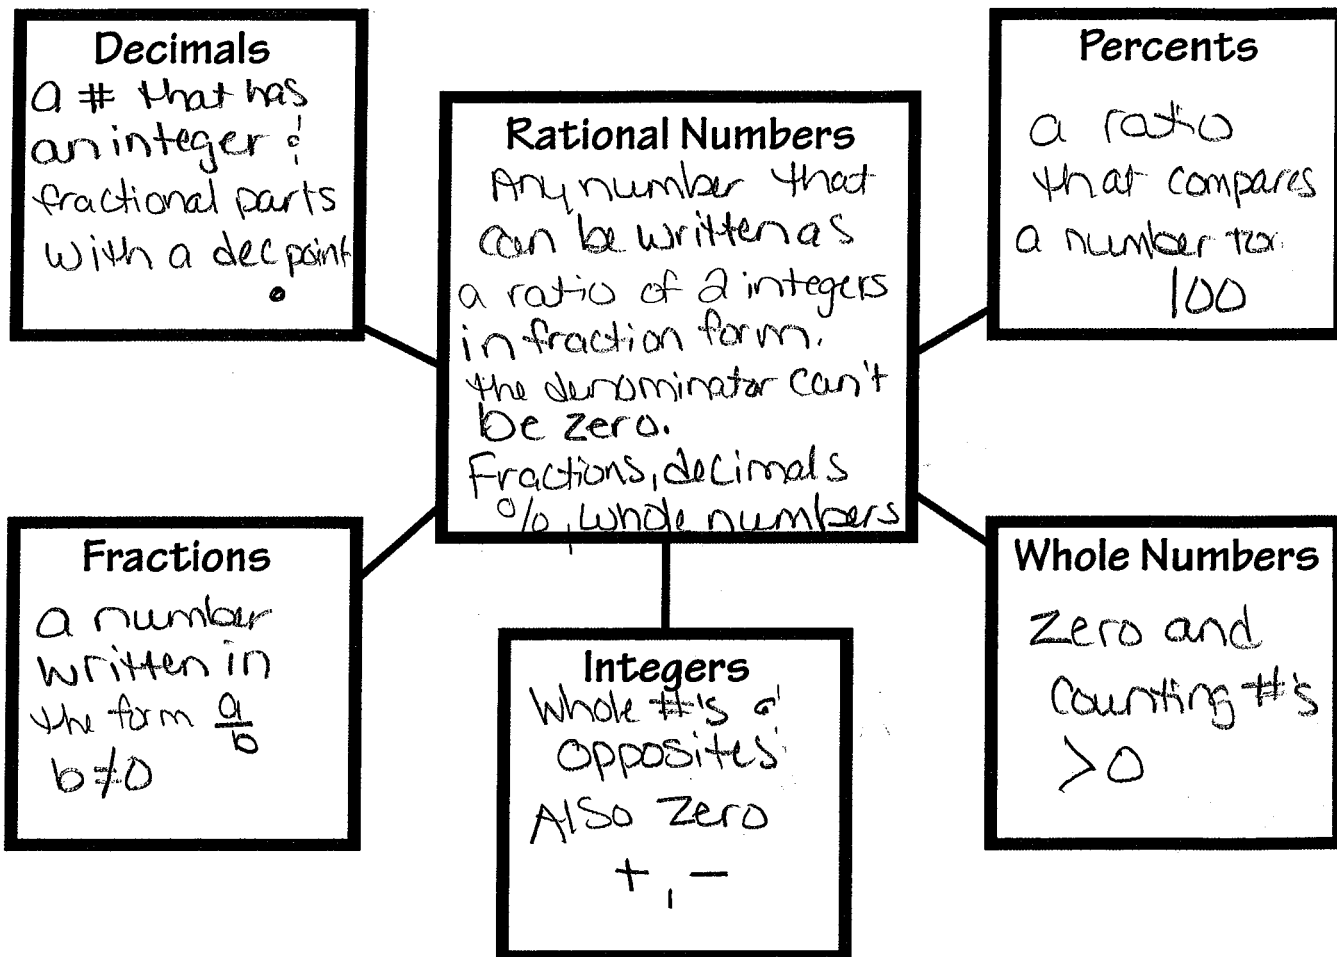 Decimals
a # that has
an integer &
fractional parts
with a dec point
.
Rational Numbers
Any number that
can be written as
a ratio of 2 integers
in fraction form.
the denominator can't
be zero.
Fractions, decimals
%, whole numbers
Percents
a ratio
that compares
a number to
100
Fractions
a number
written in
the form a/b
b≠0
Integers
Whole #'s &
opposites
Also zero
+, -
Whole Numbers
Zero and
Counting #'s
>0